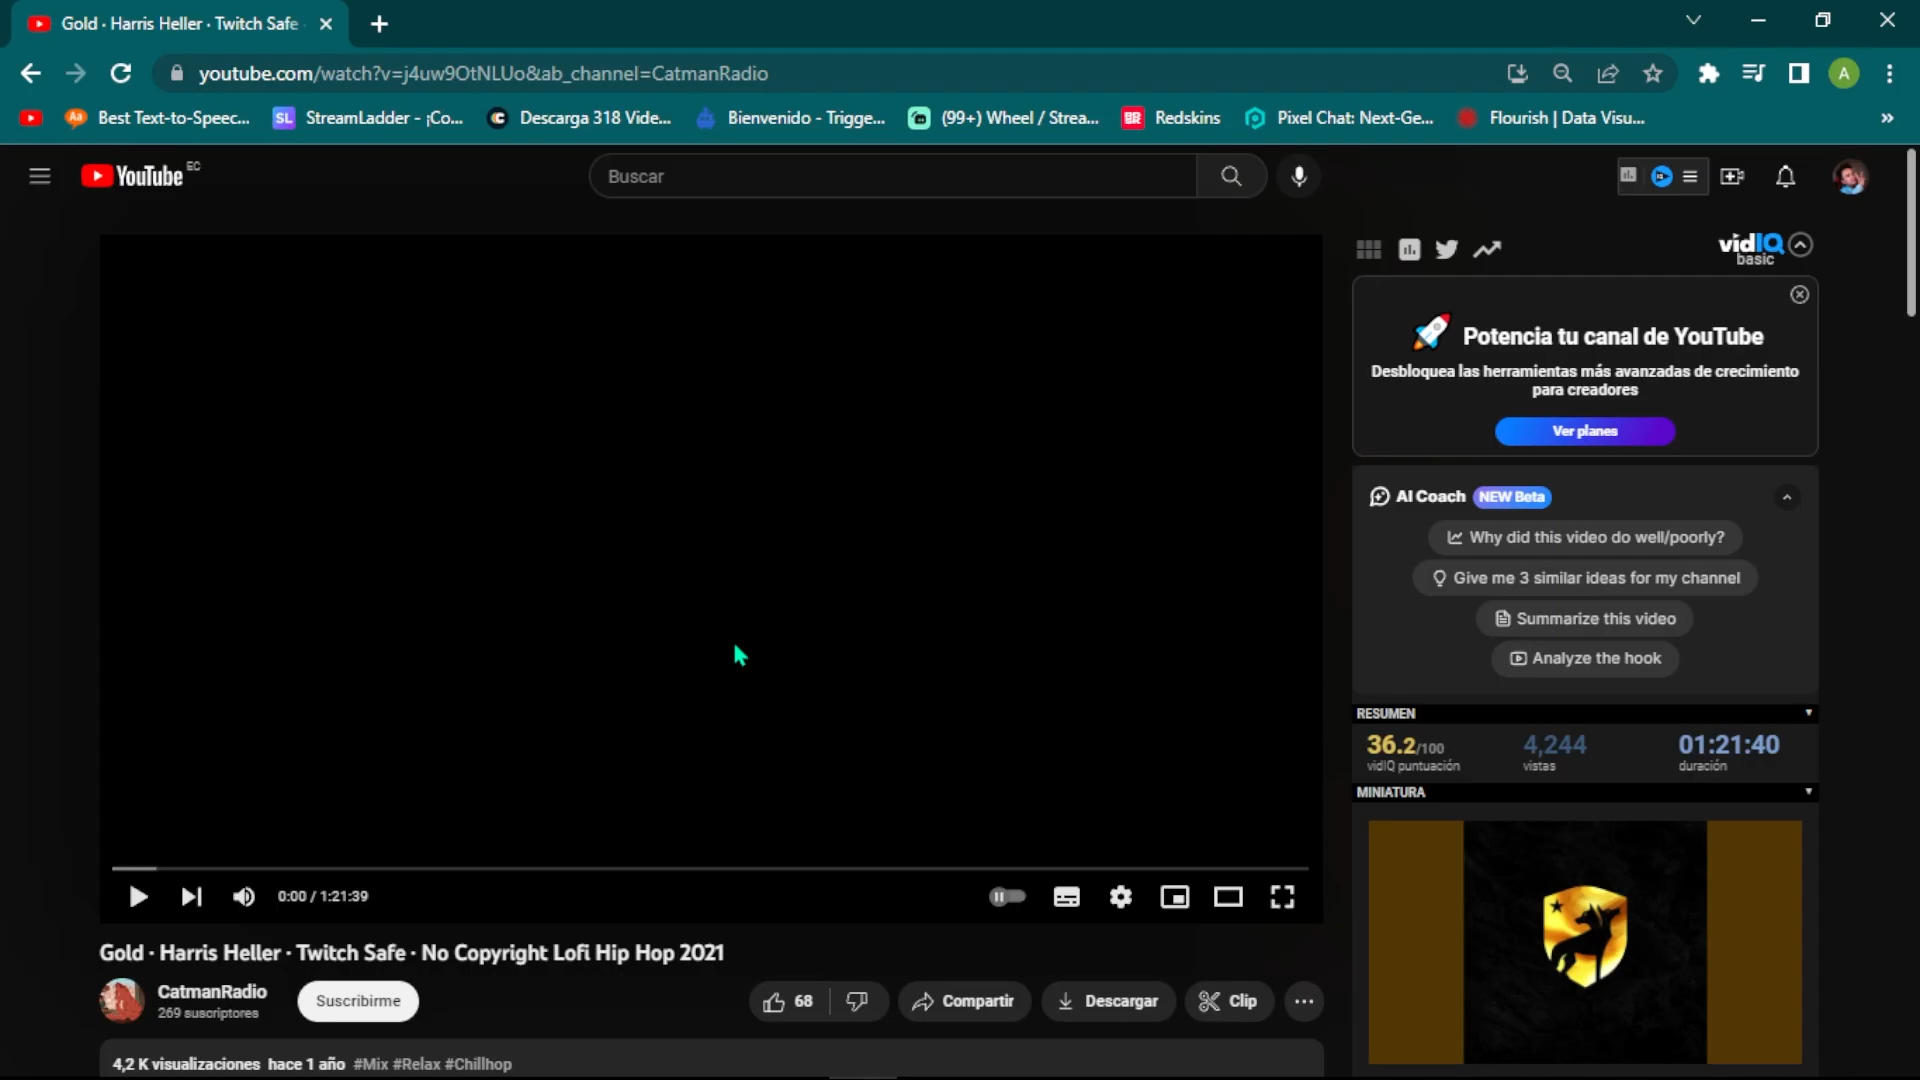 Gold · Harris Heller · Twitch Safe
youtube.com/watch?v=j4uw9OtNLUo&ab_channel=CatmanRadio
A
Best Text-to-Speec...
SL StreamLadder - ¡Co...
Descarga 318 Vide...
Bienvenido - Trigge...
(99+) Wheel / Strea...
BR Redskins
Pixel Chat: Next-Ge...
Flourish | Data Visu...
»
YouTube EC
Buscar
vidIQ
basic
Potencia tu canal de YouTube
Desbloquea las herramientas más avanzadas de crecimiento
para creadores
Ver planes
AI Coach NEW Beta
Why did this video do well/poorly?
Give me 3 similar ideas for my channel
Summarize this video
Analyze the hook
RESUMEN
36.2/100 4,244 01:21:40
vidIQ puntuación vistas duración
MINIATURA
0:00 / 1:21:39
Gold · Harris Heller · Twitch Safe · No Copyright Lofi Hip Hop 2021
CatmanRadio
269 suscriptores
Suscribirme
68
Compartir
Descargar
Clip
4,2 K visualizaciones hace 1 año #Mix #Relax #Chillhop